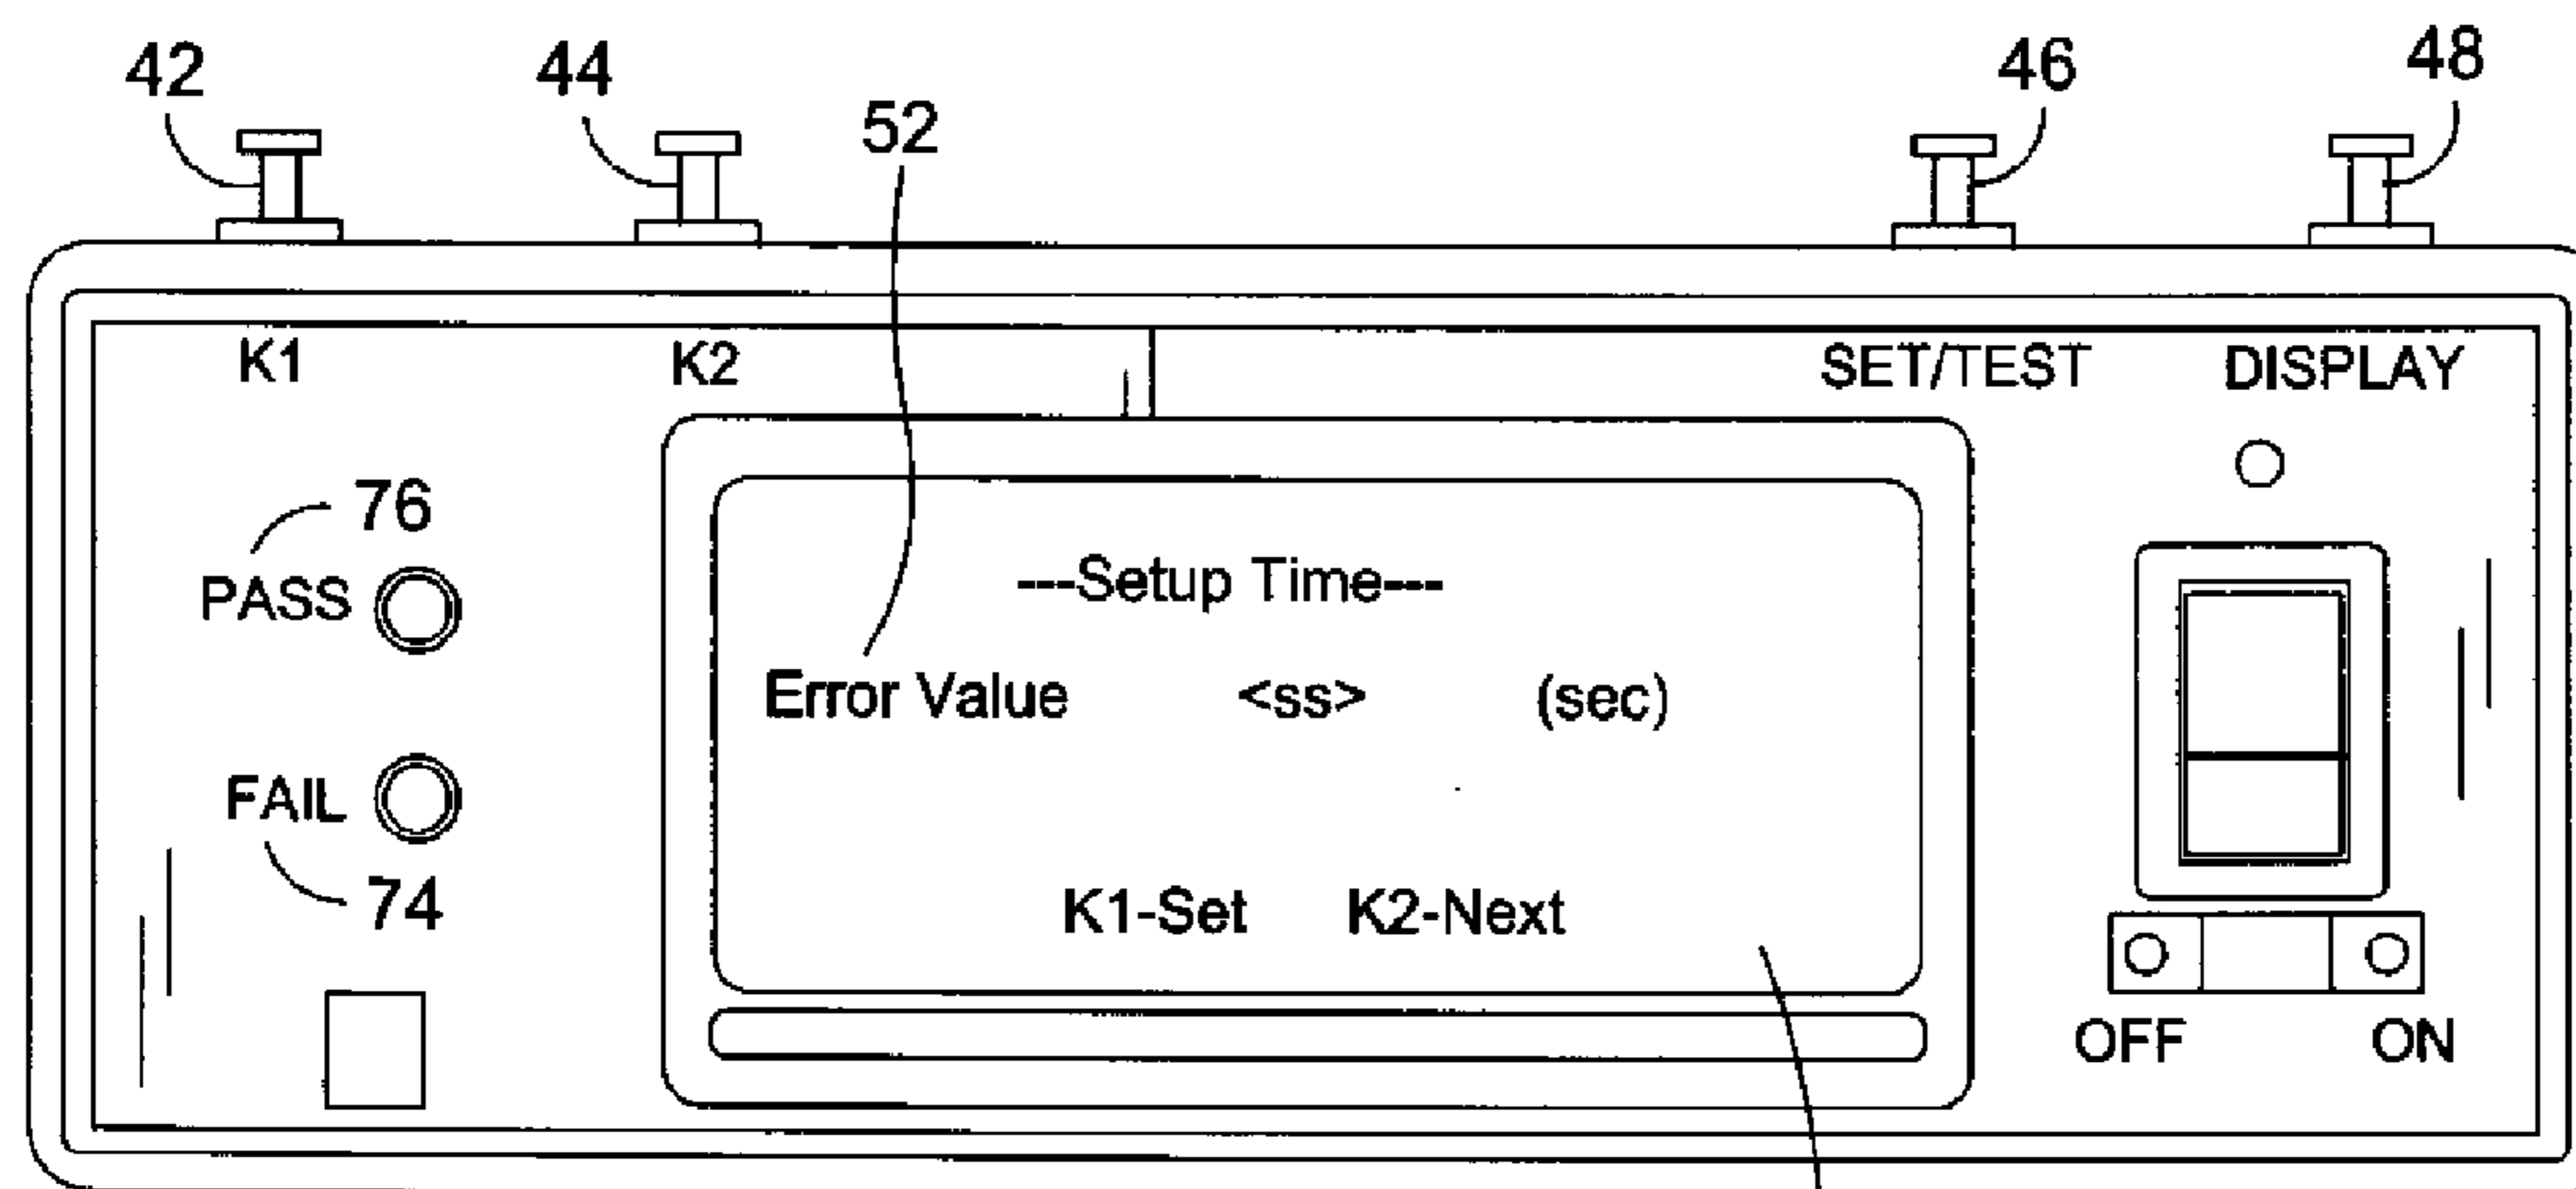 42 44 52 46 48
K1 K2 SET/TEST DISPLAY
76
PASS
FAIL
74
---Setup Time---
Error Value <ss> (sec)
K1-Set K2-Next
OFF ON